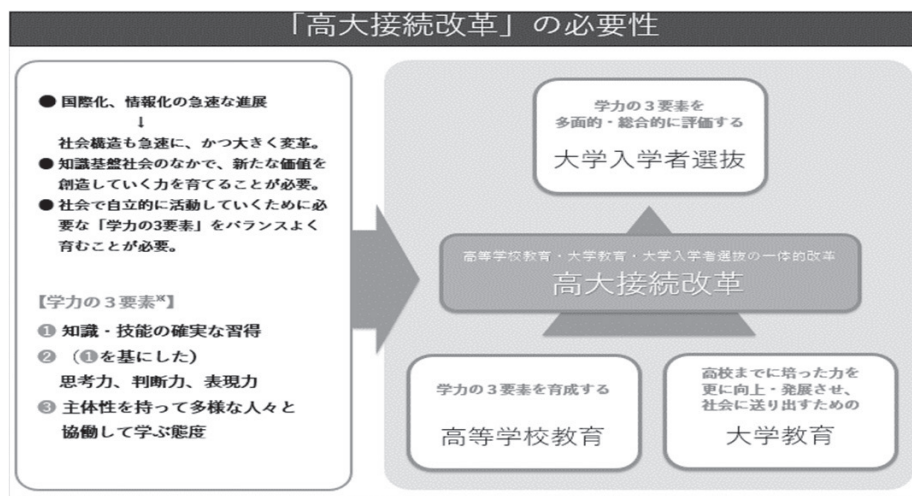 「高大接続改革」の必要性
● 国際化、情報化の急速な進展
↓
社会構造も急速に、かつ大きく変革。
● 知識基盤社会のなかで、新たな価値を
創造していく力を育てることが必要。
● 社会で自立的に活動していくために必
要な「学力の3要素」をバランスよく
育むことが必要。
【学力の３要素※】
❶ 知識・技能の確実な習得
❷ （❶を基にした）
思考力、判断力、表現力
❸ 主体性を持って多様な人々と
協働して学ぶ態度
学力の３要素を
多面的・総合的に評価する
大学入学者選抜
高等学校教育・大学教育・大学入学者選抜の一体的改革
高大接続改革
学力の３要素を育成する
高等学校教育
高校までに培った力を
更に向上・発展させ、
社会に送り出すための
大学教育